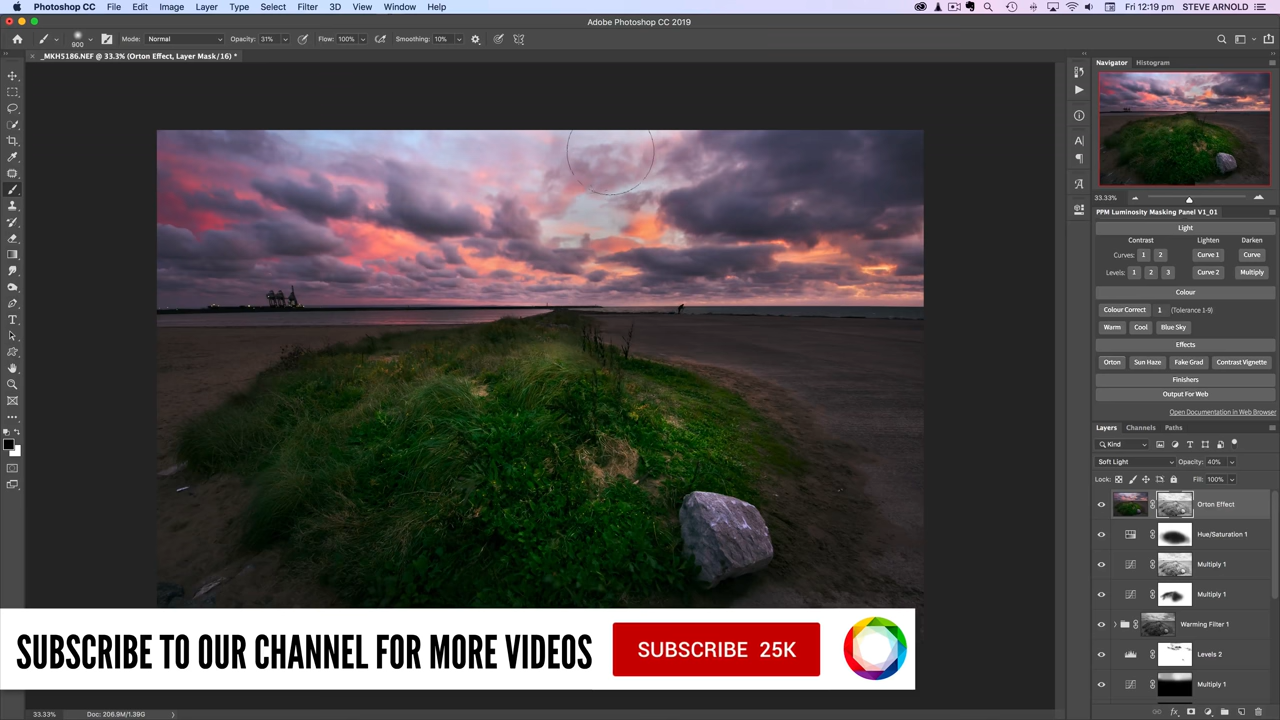 Photoshop CC File Edit Image Layer Type Select Filter 3D View Window Help Fri 12:19 pm STEVE ARNOLD
Adobe Photoshop CC 2019
900 Mode: Normal Opacity: 31% Flow: 100% Smoothing: 10%
_MKH5186.NEF @ 33.3% (Orton Effect, Layer Mask/16) *
Navigator Histogram
33.33%
PPM Luminosity Masking Panel V1_01
Light
Contrast Lighten Darken
Curves: 1 2 Curve 1 Curve
Levels: 1 2 3 Curve 2 Multiply
Colour
Colour Correct 1 (Tolerance 1-9)
Warm Cool Blue Sky
Effects
Orton Sun Haze Fake Grad Contrast Vignette
Finishers
Output For Web
Open Documentation in Web Browser
Layers Channels Paths
Kind
Soft Light Opacity: 40%
Lock: Fill: 100%
Orton Effect
Hue/Saturation 1
Multiply 1
Multiply 1
Warming Filter 1
Levels 2
Multiply 1
SUBSCRIBE TO OUR CHANNEL FOR MORE VIDEOS
SUBSCRIBE 25K
33.33% Doc: 206.9M/1.39G